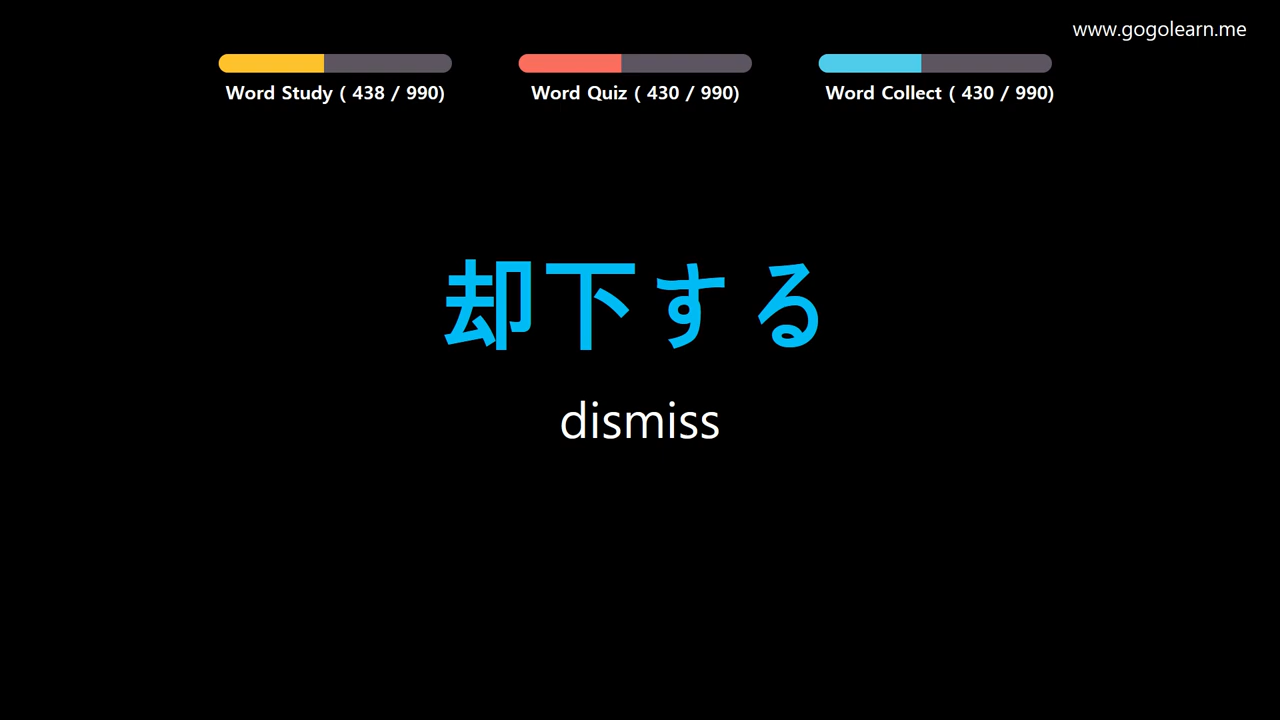 www.gogolearn.me
Word Study ( 438 / 990)
Word Quiz ( 430 / 990)
Word Collect ( 430 / 990)
却下する
dismiss